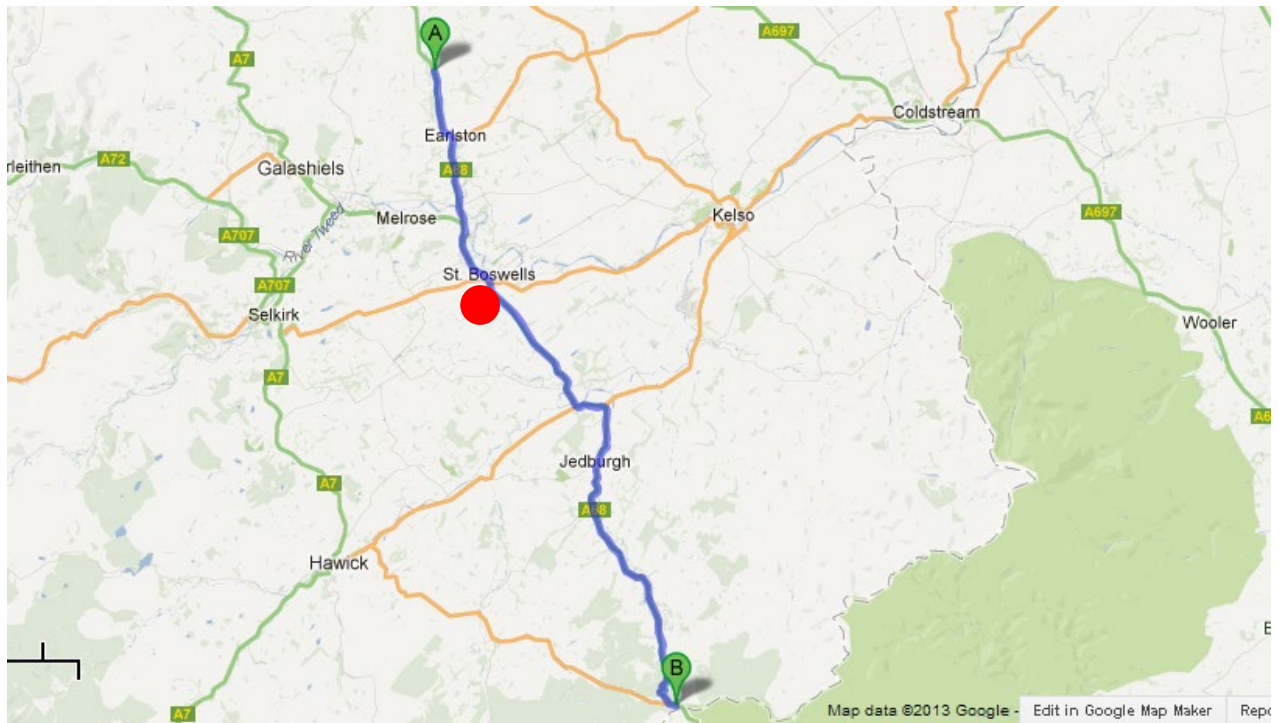 A
A7
A697
Coldstream
Earlston
rleithen
A72
Galashiels
A68
A697
Melrose
Kelso
River Tweed
A707
St. Boswells
A707
Selkirk
Wooler
A7
A6
Jedburgh
A7
A68
Hawick
E
B
A7
Map data ©2013 Google -
Edit in Google Map Maker
Repo